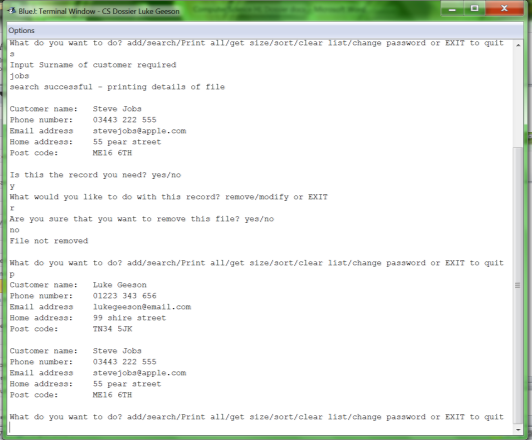 BlueJ: Terminal Window - CS Dossier Luke Geeson
Options
What do you want to do? add/search/Print all/get size/sort/clear list/change password or EXIT to quit
s
Input Surname of customer required
jobs
search successful - printing details of file
Customer name: Steve Jobs
Phone number: 03443 222 555
Email address stevejobs@apple.com
Home address: 55 pear street
Post code: ME16 6TH
Is this the record you need? yes/no
y
What would you like to do with this record? remove/modify or EXIT
r
Are you sure that you want to remove this file? yes/no
no
File not removed
What do you want to do? add/search/Print all/get size/sort/clear list/change password or EXIT to quit
p
Customer name: Luke Geeson
Phone number: 01223 343 656
Email address lukegeeson@email.com
Home address: 99 shire street
Post code: TN34 5JK
Customer name: Steve Jobs
Phone number: 03443 222 555
Email address stevejobs@apple.com
Home address: 55 pear street
Post code: ME16 6TH
What do you want to do? add/search/Print all/get size/sort/clear list/change password or EXIT to quit